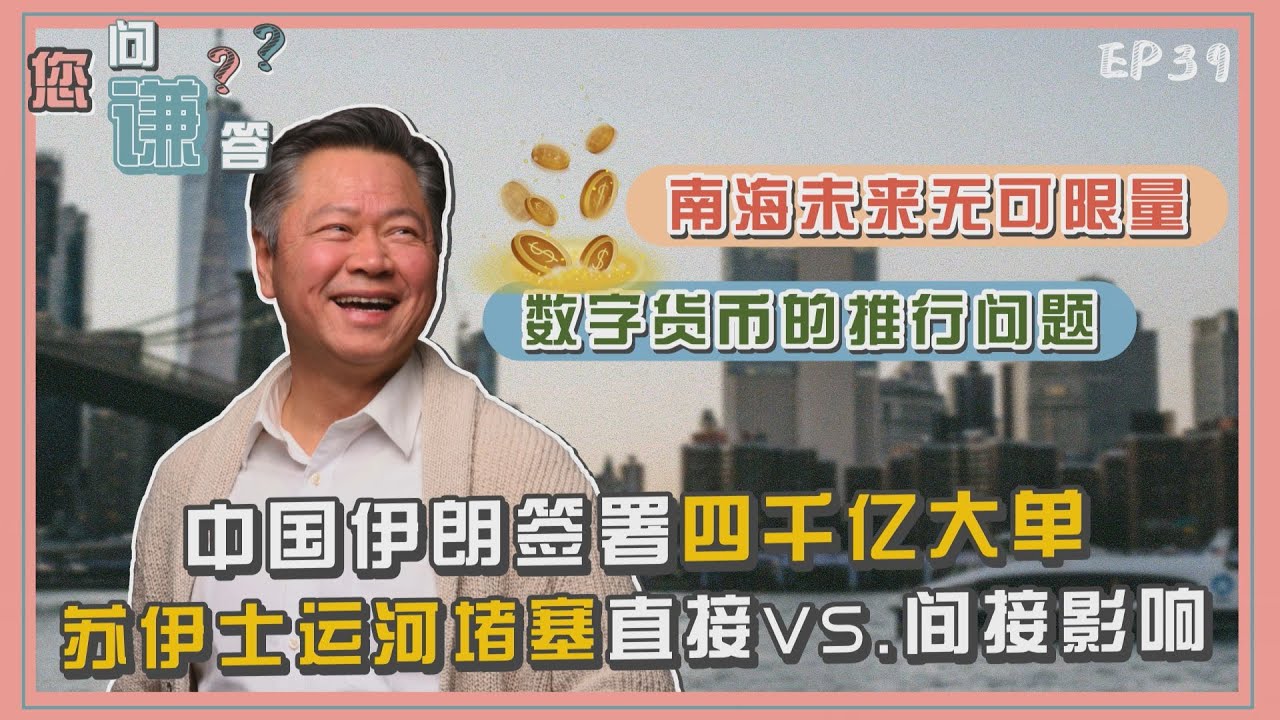 您问谦答??
EP39
南海未来无可限量
数字货币的推行问题
中国伊朗签署四千亿大单
苏伊士运河堵塞直接VS.间接影响